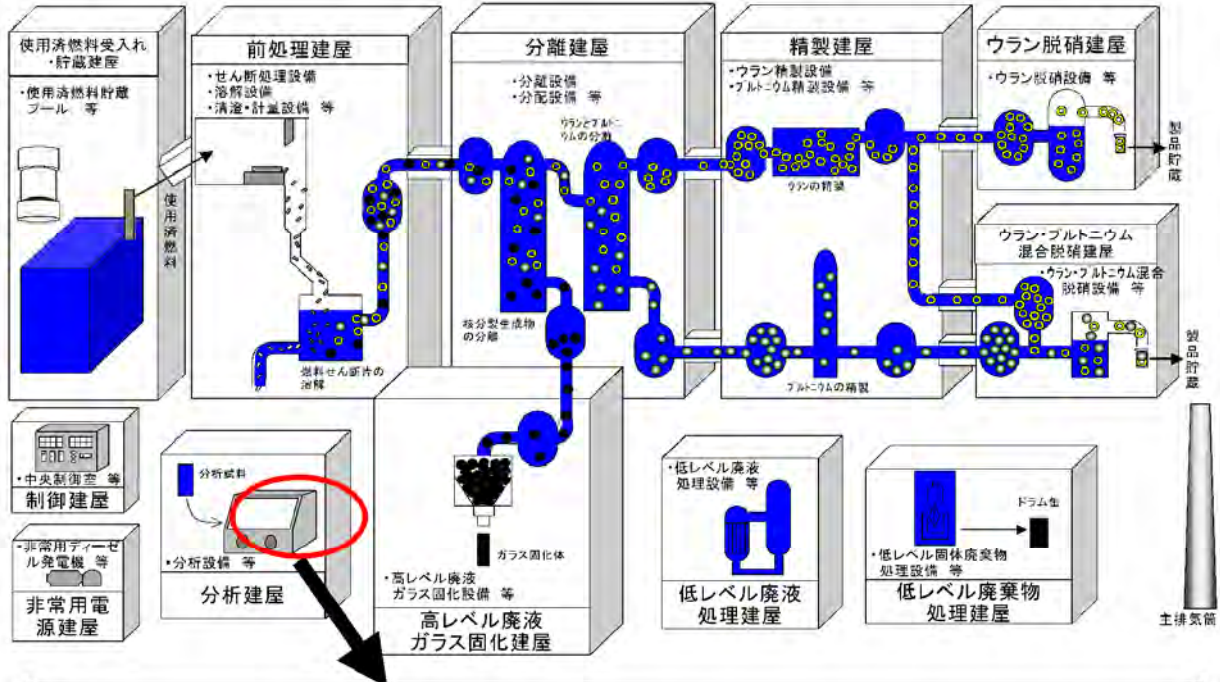 使用済燃料受入れ
・貯蔵建屋
・使用済燃料貯蔵
プール 等
使用済燃料
前処理建屋
・せん断処理設備
・溶解設備
・清澄・計量設備 等
燃料せん断片の
溶解
分離建屋
・分離設備
・分配設備 等
ウランとプルトニ
ウムの分離
核分裂生成物
の分離
精製建屋
・ウラン精製設備
・プルトニウム精製設備 等
ウランの精製
プルトニウムの精製
ウラン脱硝建屋
・ウラン脱硝設備 等
製品貯蔵
ウラン・プルトニウム
混合脱硝建屋
・ウラン・プルトニウム混合
脱硝設備 等
製品貯蔵
・中央制御室 等
制御建屋
・非常用ディーゼ
ル発電機 等
非常用電
源建屋
分析試料
・分析設備 等
分析建屋
ガラス固化体
・高レベル廃液
ガラス固化設備 等
高レベル廃液
ガラス固化建屋
・低レベル廃液
処理設備 等
低レベル廃液
処理建屋
ドラム缶
・低レベル固体廃棄物
処理設備 等
低レベル廃棄物
処理建屋
主排気筒